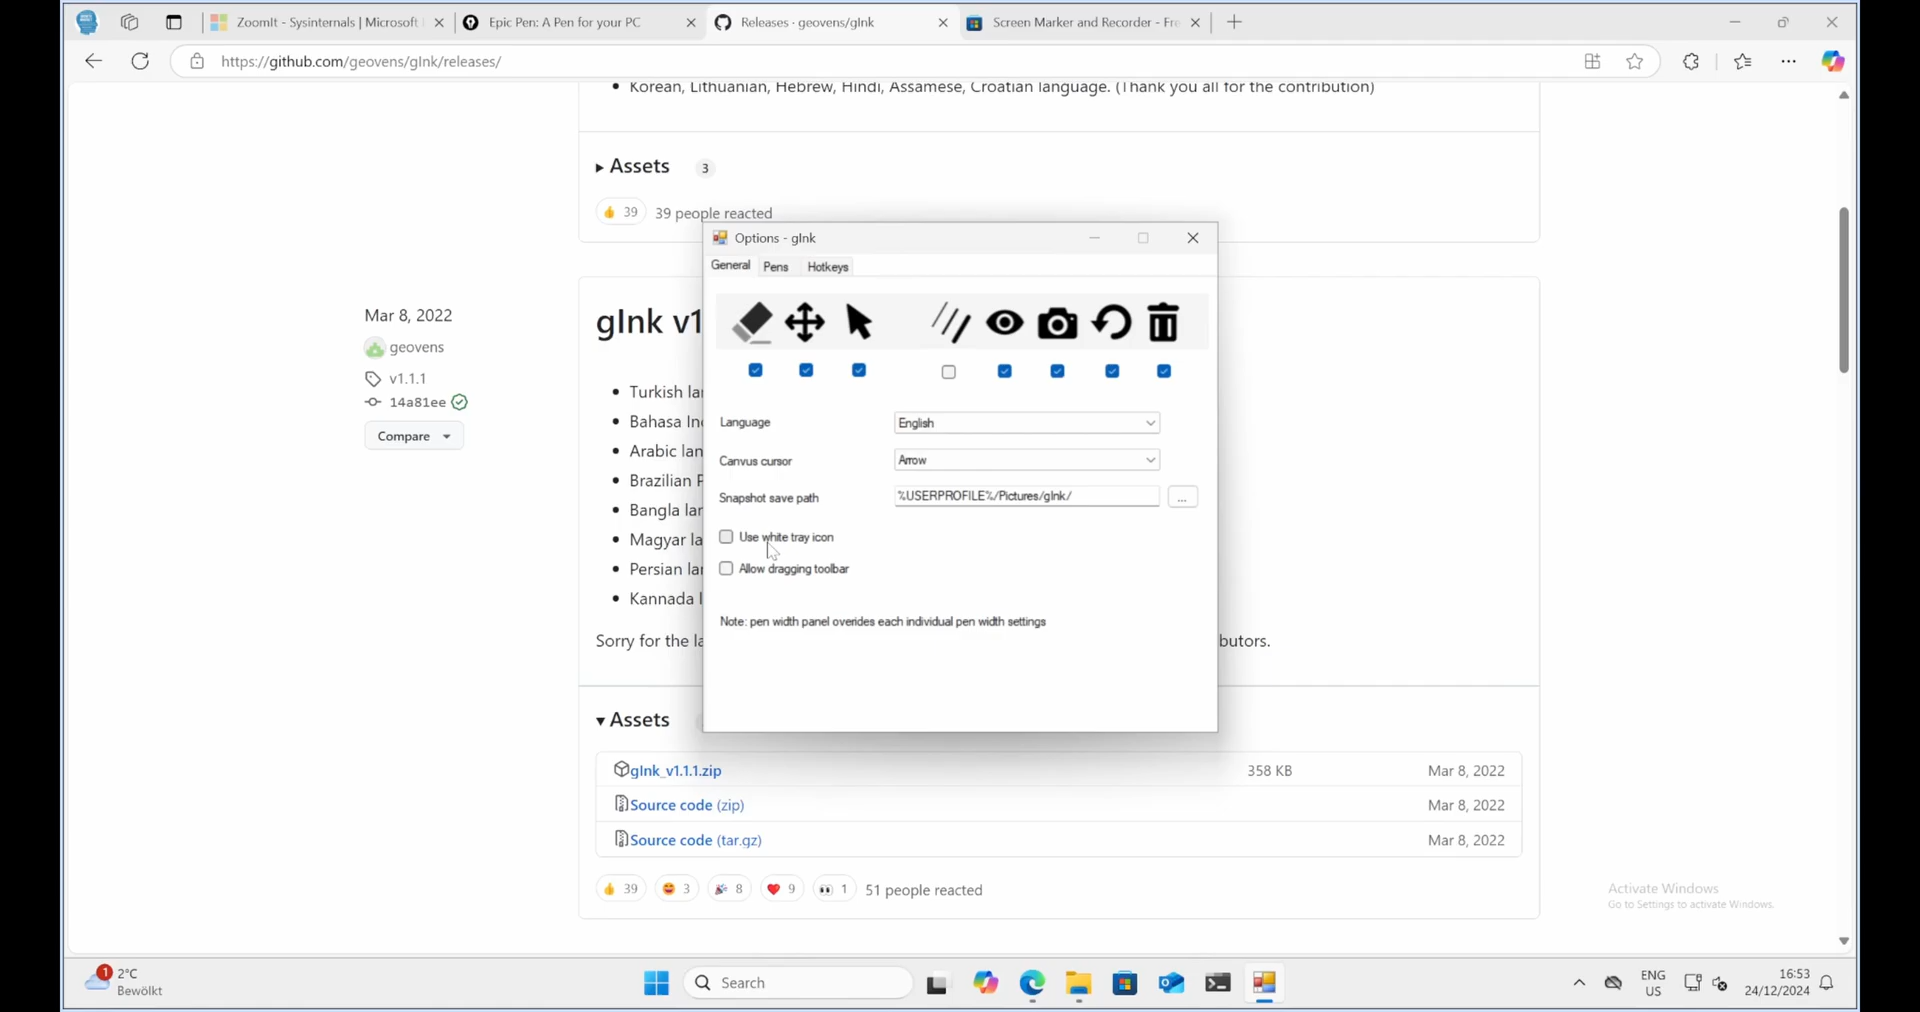 ZoomIt - Sysinternals | Microsoft
Epic Pen: A Pen for your PC
Releases · geovens/gInk
Screen Marker and Recorder - Fre
https://github.com/geovens/gInk/releases/
Korean, Lithuanian, Hebrew, Hindi, Assamese, Croatian language. (Thank you all for the contribution)
Assets 3
39 39 people reacted
Options - gInk
General Pens Hotkeys
Mar 8, 2022
geovens
v1.1.1
14a81ee
Compare
gInk v1
Turkish la
Bahasa In
Arabic lan
Brazilian P
Bangla lan
Magyar la
Persian lan
Kannada l
Sorry for the la
butors.
Language English
Canvus cursor Arrow
Snapshot save path %USERPROFILE%/Pictures/gInk/ ...
Use white tray icon
Allow dragging toolbar
Note: pen width panel overides each individual pen width settings
Assets
gInk_v1.1.1.zip 358 KB Mar 8, 2022
Source code (zip) Mar 8, 2022
Source code (tar.gz) Mar 8, 2022
39 3 8 9 1 51 people reacted
Activate Windows
Go to Settings to activate Windows.
1 2°C
Bewölkt
Search
ENG
US
16:53
24/12/2024